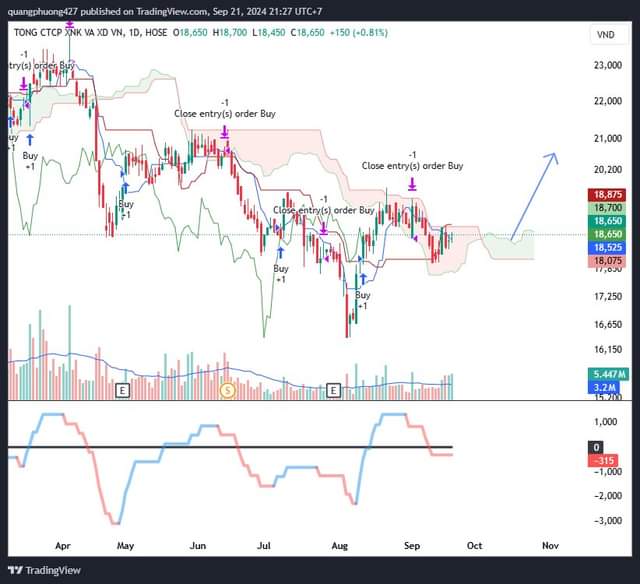 quangphuong427 published on TradingView.com, Sep 21, 2024 21:27 UTC+7
TONG CTCP XNK VA XD VN, 1D, HOSE O18,650 H18,700 L18,450 C18,650 +150 (+0.81%)
VND
-1
try(s) order Buy
23,000
22,000
-1
Close entry(s) order Buy
21,000
uy
+1
Buy
+1
-1
Close entry(s) order Buy
20,200
Buy
+1
-1
Close entry(s) order Buy
18,875
18,700
18,650
18,650
18,525
18,075
17,850
Buy
+1
Buy
+1
17,250
16,650
16,150
5.447M
3.2M
15,200
E
S
E
1,000
0
-315
-1,000
-2,000
-3,000
Apr May Jun Jul Aug Sep Oct Nov
TradingView